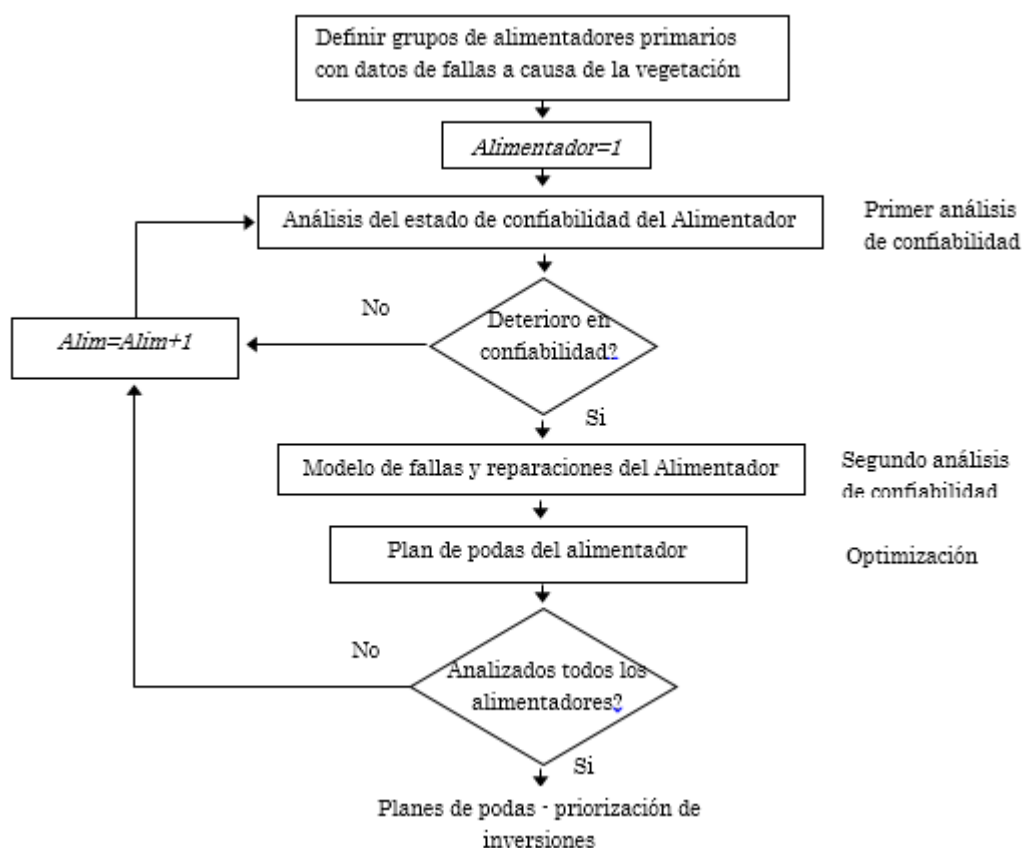 Definir grupos de alimentadores primarios
con datos de fallas a causa de la vegetación
Alimentador=1
Análisis del estado de confiabilidad del Alimentador
Primer análisis
de confiabilidad
No
Deterioro en
confiabilidad?
Alim=Alim+1
Si
Modelo de fallas y reparaciones del Alimentador
Segundo análisis
de confiabilidad
Plan de podas del alimentador
Optimización
No
Analizados todos los
alimentadores?
Si
Planes de podas - priorización de
inversiones